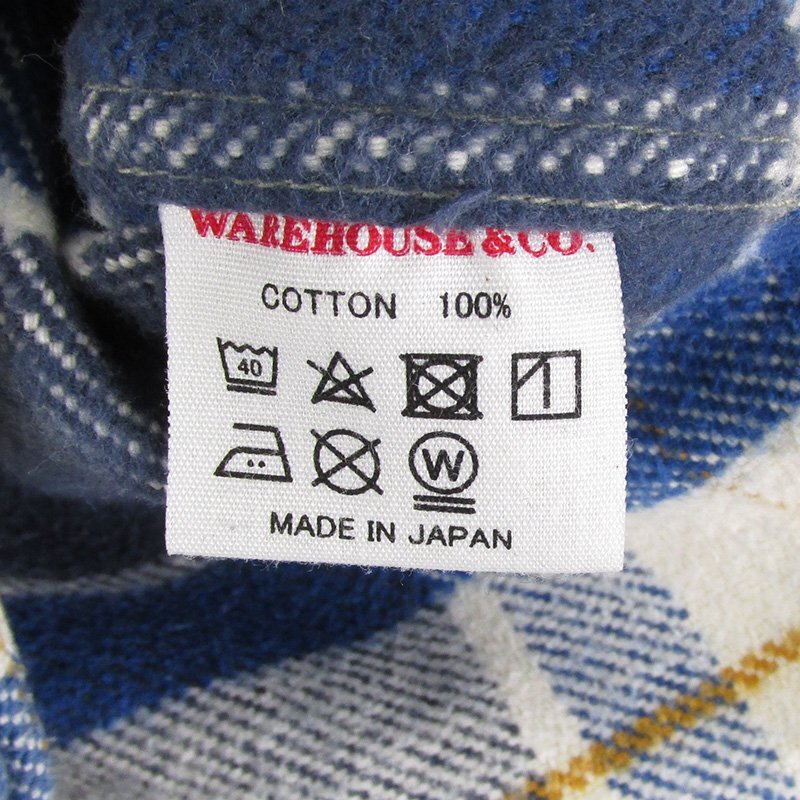 WAREHOUSE & CO.
COTTON 100%
40
W
MADE IN JAPAN